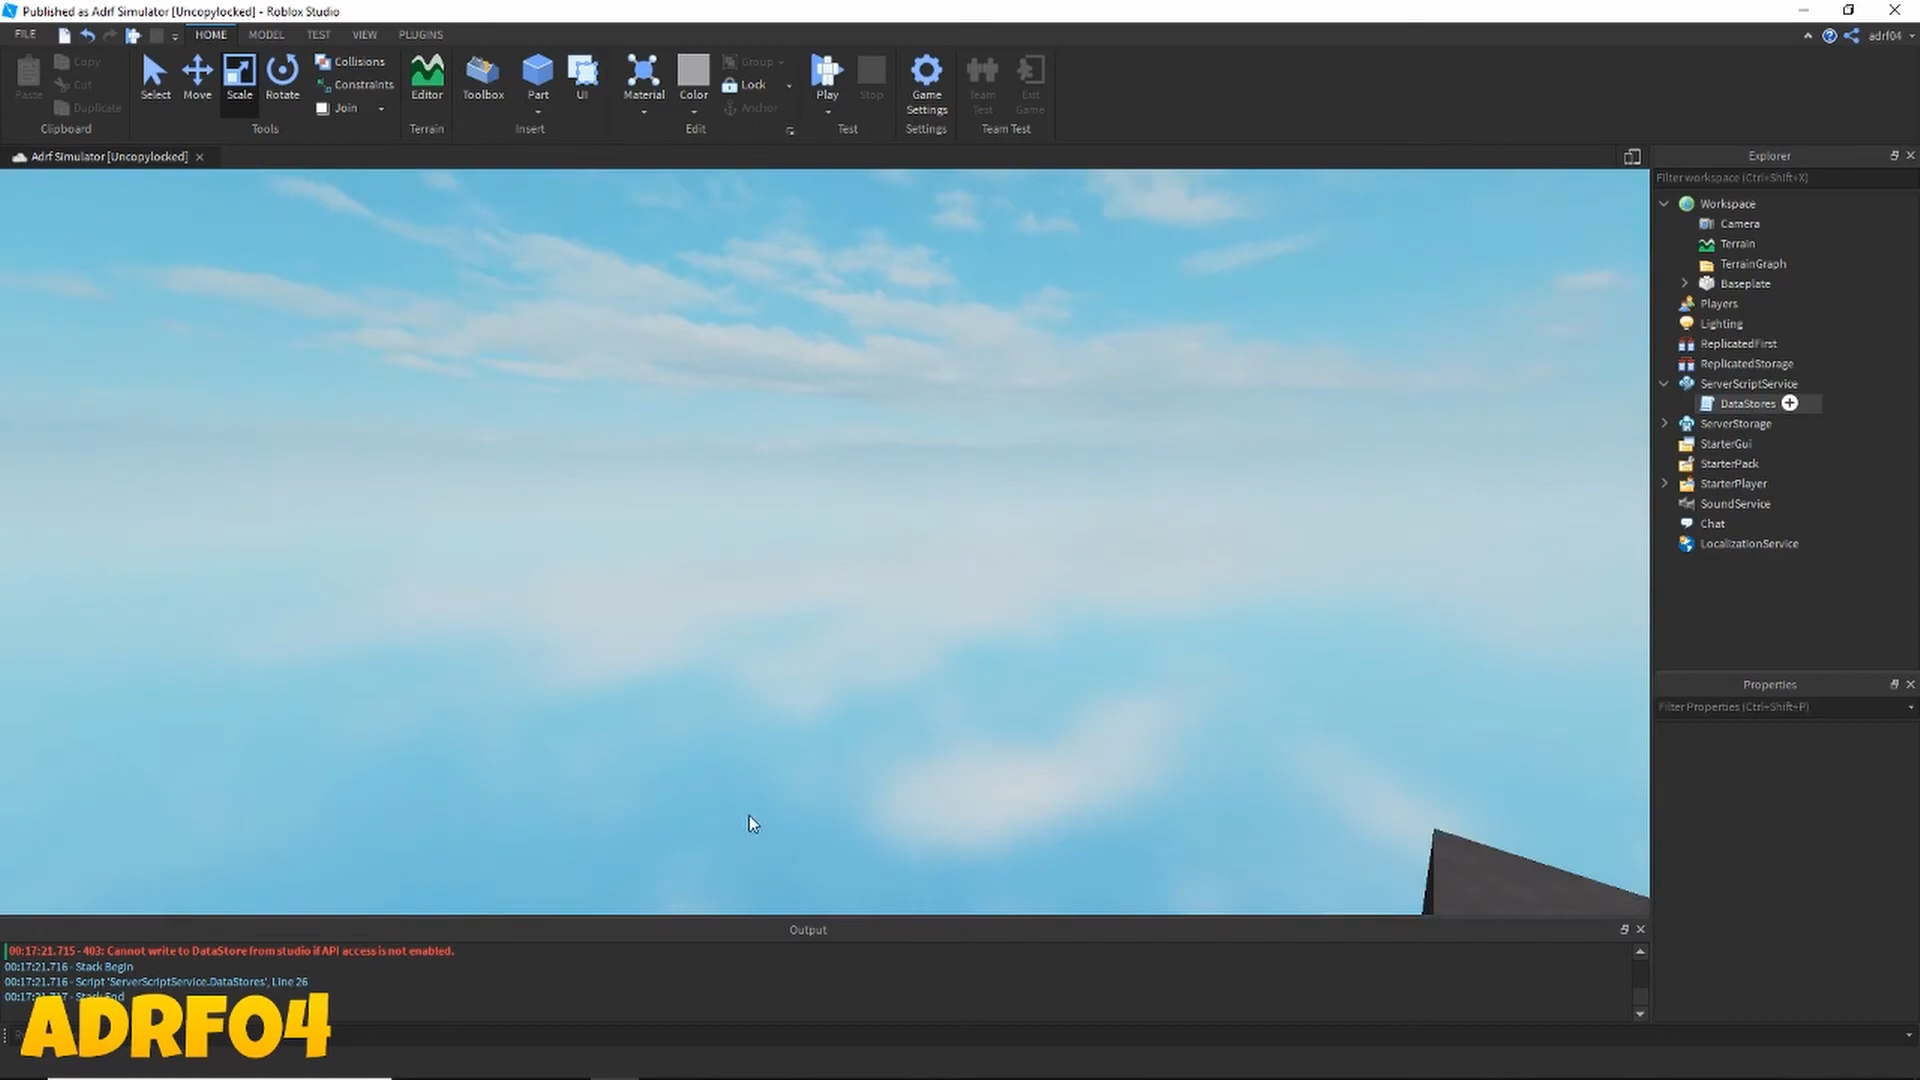 Published as Adrf Simulator [Uncopylocked] - Roblox Studio
FILE HOME MODEL TEST VIEW PLUGINS adrf04
Paste Copy Cut Duplicate
Select Move Scale Rotate
Collisions
Constraints
Join
Editor Toolbox Part UI Material Color
Group
Lock
Anchor
Play Stop Game Settings Team Test Exit Game
Clipboard Tools Terrain Insert Edit Test Settings Team Test
Adrf Simulator [Uncopylocked]
Explorer
Filter workspace (Ctrl+Shift+X)
Workspace
Camera
Terrain
TerrainGraph
Baseplate
Players
Lighting
ReplicatedFirst
ReplicatedStorage
ServerScriptService
DataStores
ServerStorage
StarterGui
StarterPack
StarterPlayer
SoundService
Chat
LocalizationService
Properties
Filter Properties (Ctrl+Shift+P)
Output
00:17:21.715 - 403: Cannot write to DataStore from studio if API access is not enabled.
00:17:21.716 - Stack Begin
00:17:21.716 - Script 'ServerScriptService.DataStores', Line 26
00:17:21.717 - Stack End
ADRF04